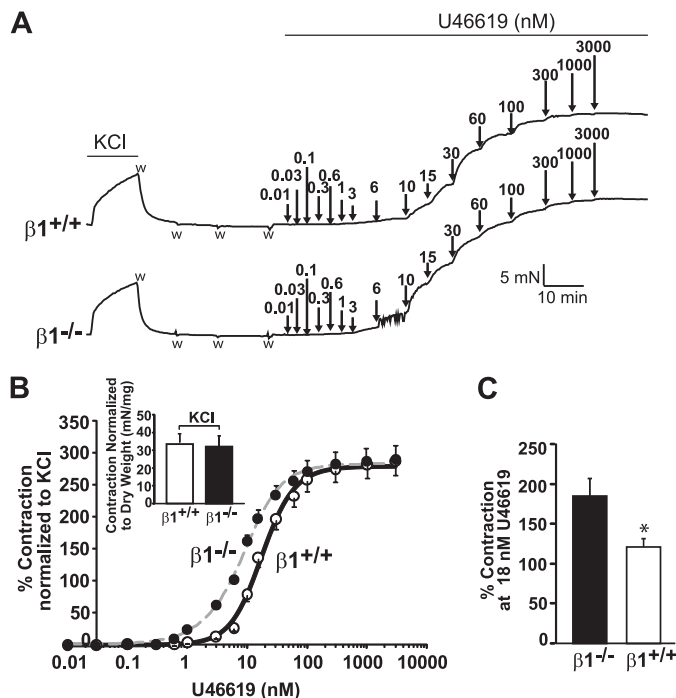 A
U46619 (nM)
KCl
w
w
w
w
β1+/+
0.01
0.03
0.1
0.3
0.6
1
3
6
10
15
30
60
100
300
1000
3000
β1-/-
w
w
w
w
0.01
0.03
0.1
0.3
0.6
1
3
6
10
15
30
60
100
300
1000
3000
5 mN
10 min
B
% Contraction
normalized to KCl
350
300
250
200
150
100
50
0
0.01
0.1
1
10
100
1000
10000
U46619 (nM)
β1-/-
β1+/+
Contraction Normalized
to Dry Weight (mN/mg)
50
40
30
20
10
0
KCl
β1+/+
β1-/-
C
% Contraction
at 18 nM U46619
250
200
150
100
50
0
*
β1-/-
β1+/+